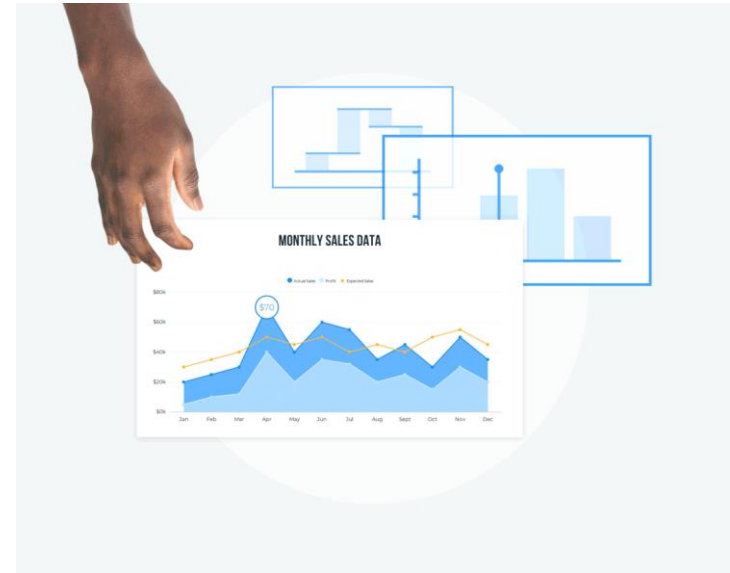 MONTHLY SALES DATA
Actual Sales Profit Expected Sales
$80k
$70
$60k
$40k
$20k
$0k
Jan Feb Mar Apr May Jun Jul Aug Sept Oct Nov Dec